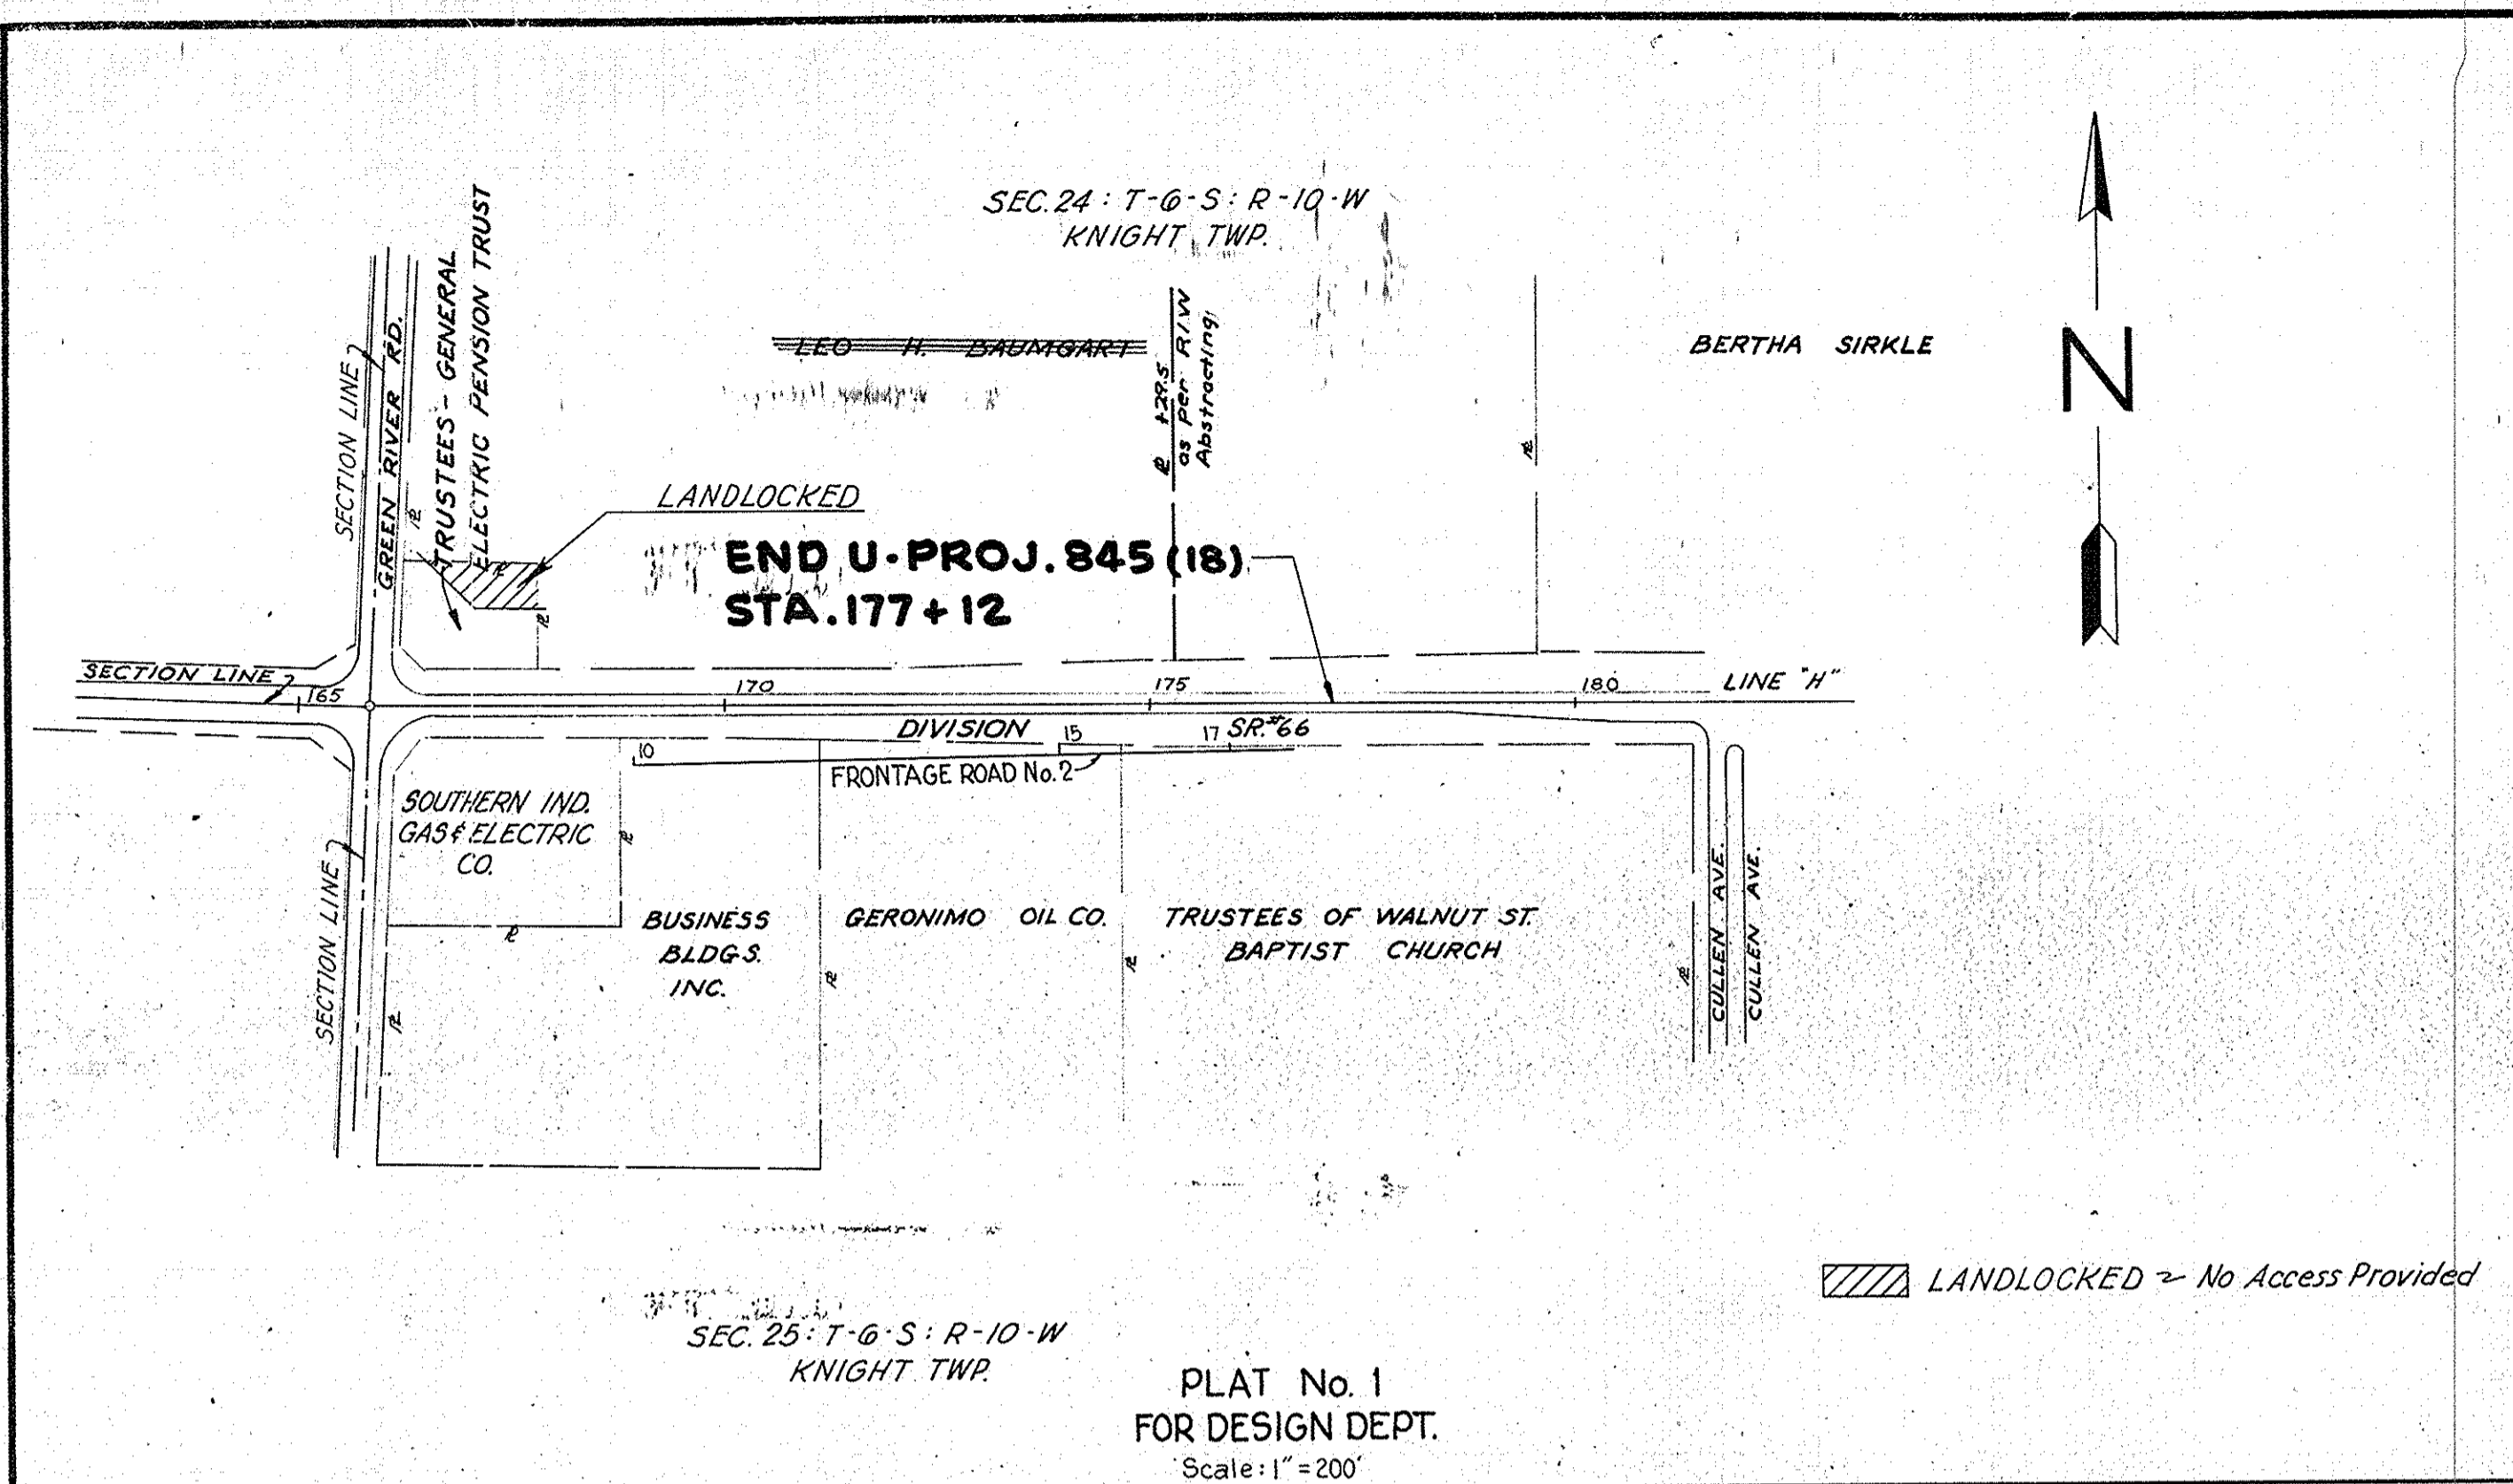 SEC. 24 : T-6-S : R-10-W
KNIGHT TWP.
SECTION LINE
GREEN RIVER RD.
TRUSTEES - GENERAL
ELECTRIC PENSION TRUST
LEO H. BAUMGART
+29.5
as per R/W
Abstracting
BERTHA SIRKLE
N
LANDLOCKED
END U-PROJ. 845 (18)
STA. 177 + 12
SECTION LINE
165
170
175
180
LINE "H"
DIVISION
SR. #66
10
15
17
FRONTAGE ROAD No. 2
SOUTHERN IND.
GAS & ELECTRIC
CO.
SECTION LINE
BUSINESS
BLDGS.
INC.
GERONIMO OIL CO.
TRUSTEES OF WALNUT ST.
BAPTIST CHURCH
CULLEN AVE.
CULLEN AVE.
LANDLOCKED ~ No Access Provided
SEC. 25 : T-6-S : R-10-W
KNIGHT TWP.
PLAT No. 1
FOR DESIGN DEPT.
Scale: 1" = 200'